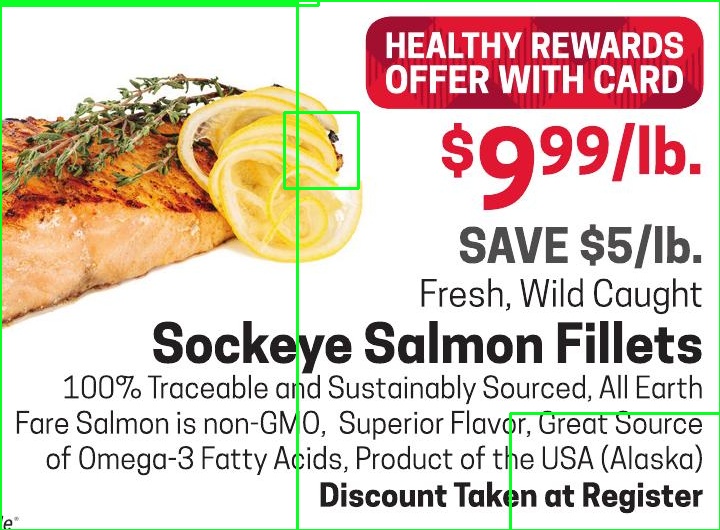 HEALTHY REWARDS
OFFER WITH CARD
$9.99/lb.
SAVE $5/lb.
Fresh, Wild Caught
Sockeye Salmon Fillets
100% Traceable and Sustainably Sourced, All Earth
Fare Salmon is non-GMO, Superior Flavor, Great Source
of Omega-3 Fatty Acids, Product of the USA (Alaska)
Discount Taken at Register